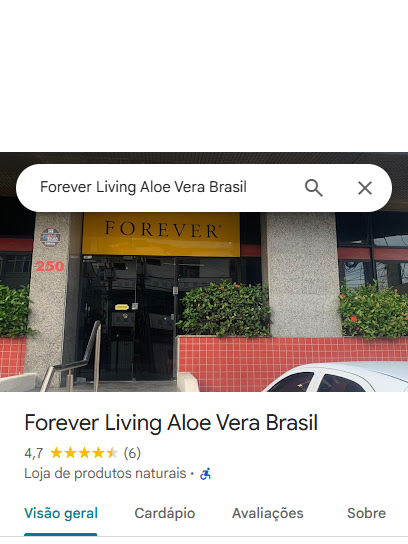 Forever Living Aloe Vera Brasil
FOREVER
250
Forever Living Aloe Vera Brasil
4,7 (6)
Loja de produtos naturais •
Visão geral Cardápio Avaliações Sobre